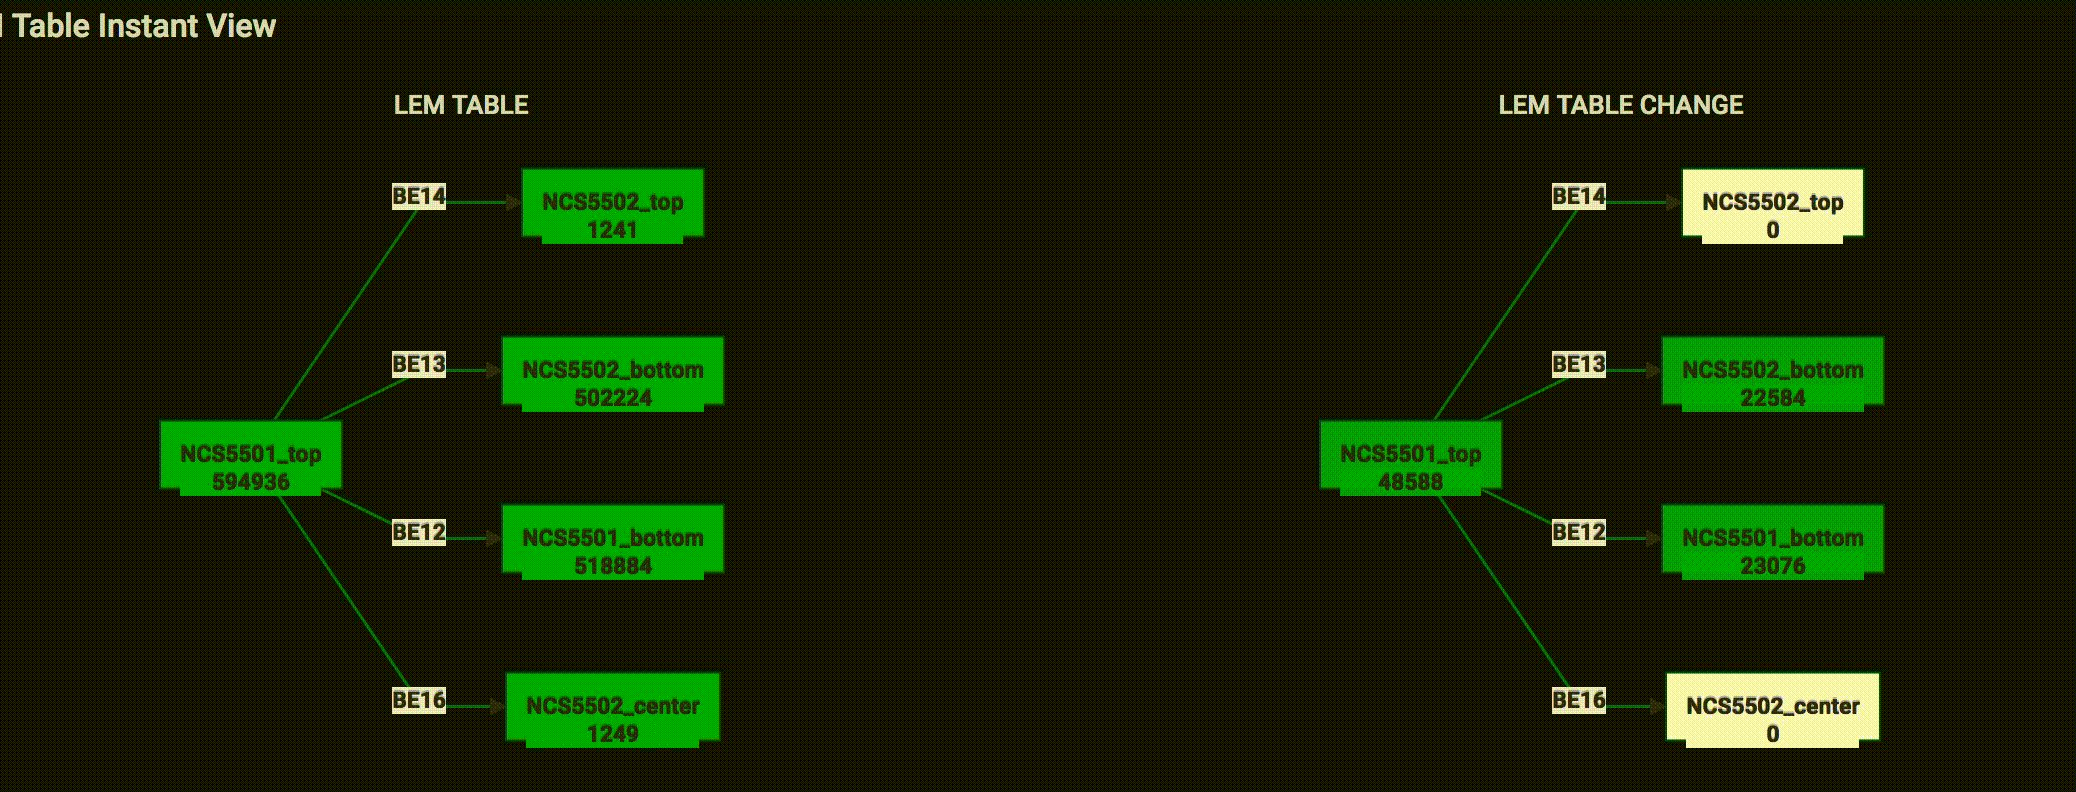 Table Instant View
LEM TABLE
BE14
NCS5502_top
1241
BE13
NCS5502_bottom
502224
NCS5501_top
594936
BE12
NCS5501_bottom
518884
BE16
NCS5502_center
1249
LEM TABLE CHANGE
BE14
NCS5502_top
0
BE13
NCS5502_bottom
22584
NCS5501_top
48588
BE12
NCS5501_bottom
23076
BE16
NCS5502_center
0